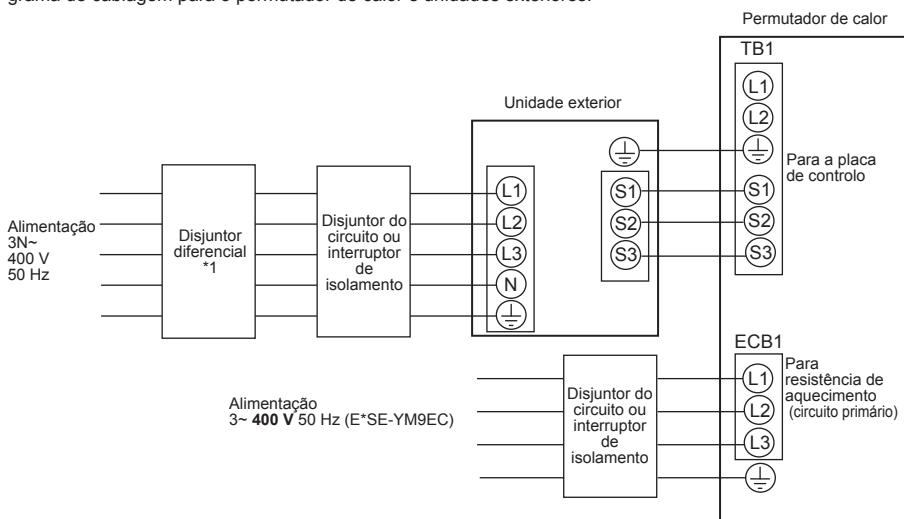 grama de cablagem para o permutador de calor e unidades exteriores.
Permutador de calor
TB1
L1
L2
Unidade exterior
Para a placa
de controlo
L1
L2
L3
N
S1
S2
S3
S1
S2
S3
Alimentação
3N~
400 V
50 Hz
Disjuntor
diferencial
*1
Disjuntor do
circuito ou
interruptor
de
isolamento
ECB1
L1
L2
L3
Para
resistência de
aquecimento
(circuito primário)
Alimentação
3~ 400 V 50 Hz (E*SE-YM9EC)
Disjuntor do
circuito ou
interruptor
de
isolamento